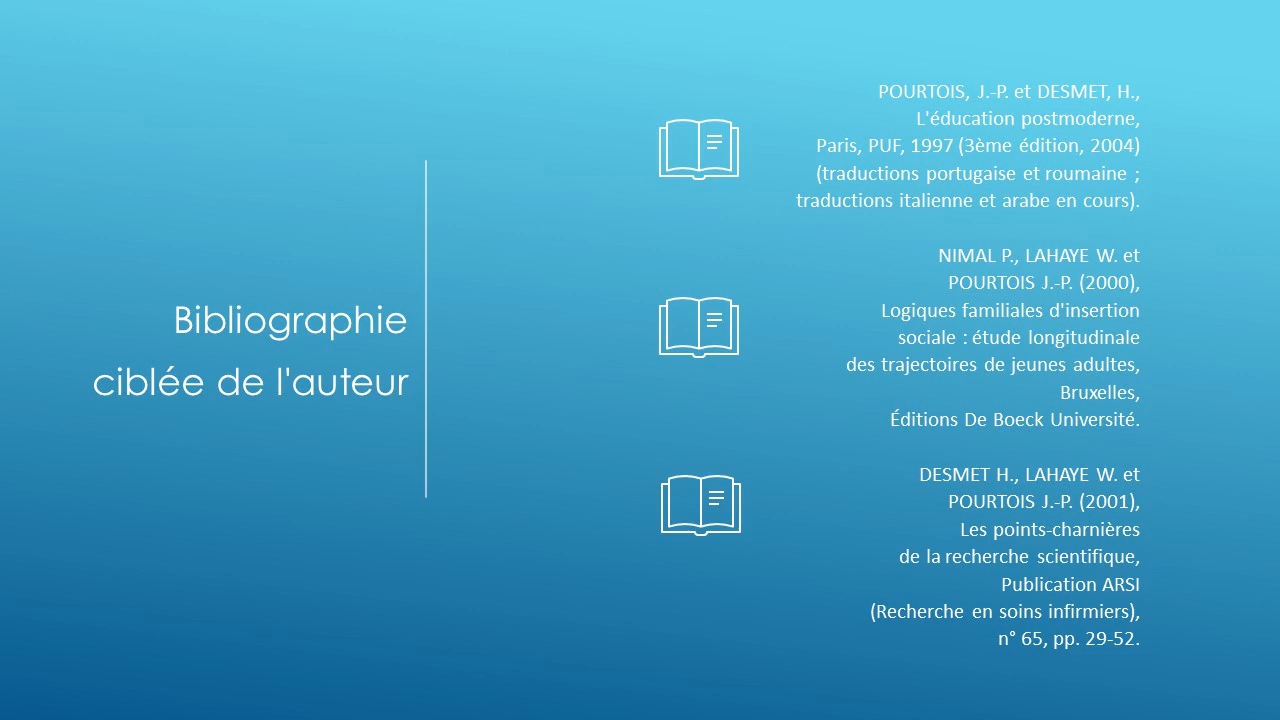 Bibliographie
ciblée de l'auteur
POURTOIS, J.-P. et DESMET, H.,
L'éducation postmoderne,
Paris, PUF, 1997 (3ème édition, 2004)
(traductions portugaise et roumaine ;
traductions italienne et arabe en cours).
NIMAL P., LAHAYE W. et
POURTOIS J.-P. (2000),
Logiques familiales d'insertion
sociale : étude longitudinale
des trajectoires de jeunes adultes,
Bruxelles,
Éditions De Boeck Université.
DESMET H., LAHAYE W. et
POURTOIS J.-P. (2001),
Les points-charnières
de la recherche scientifique,
Publication ARSI
(Recherche en soins infirmiers),
n° 65, pp. 29-52.